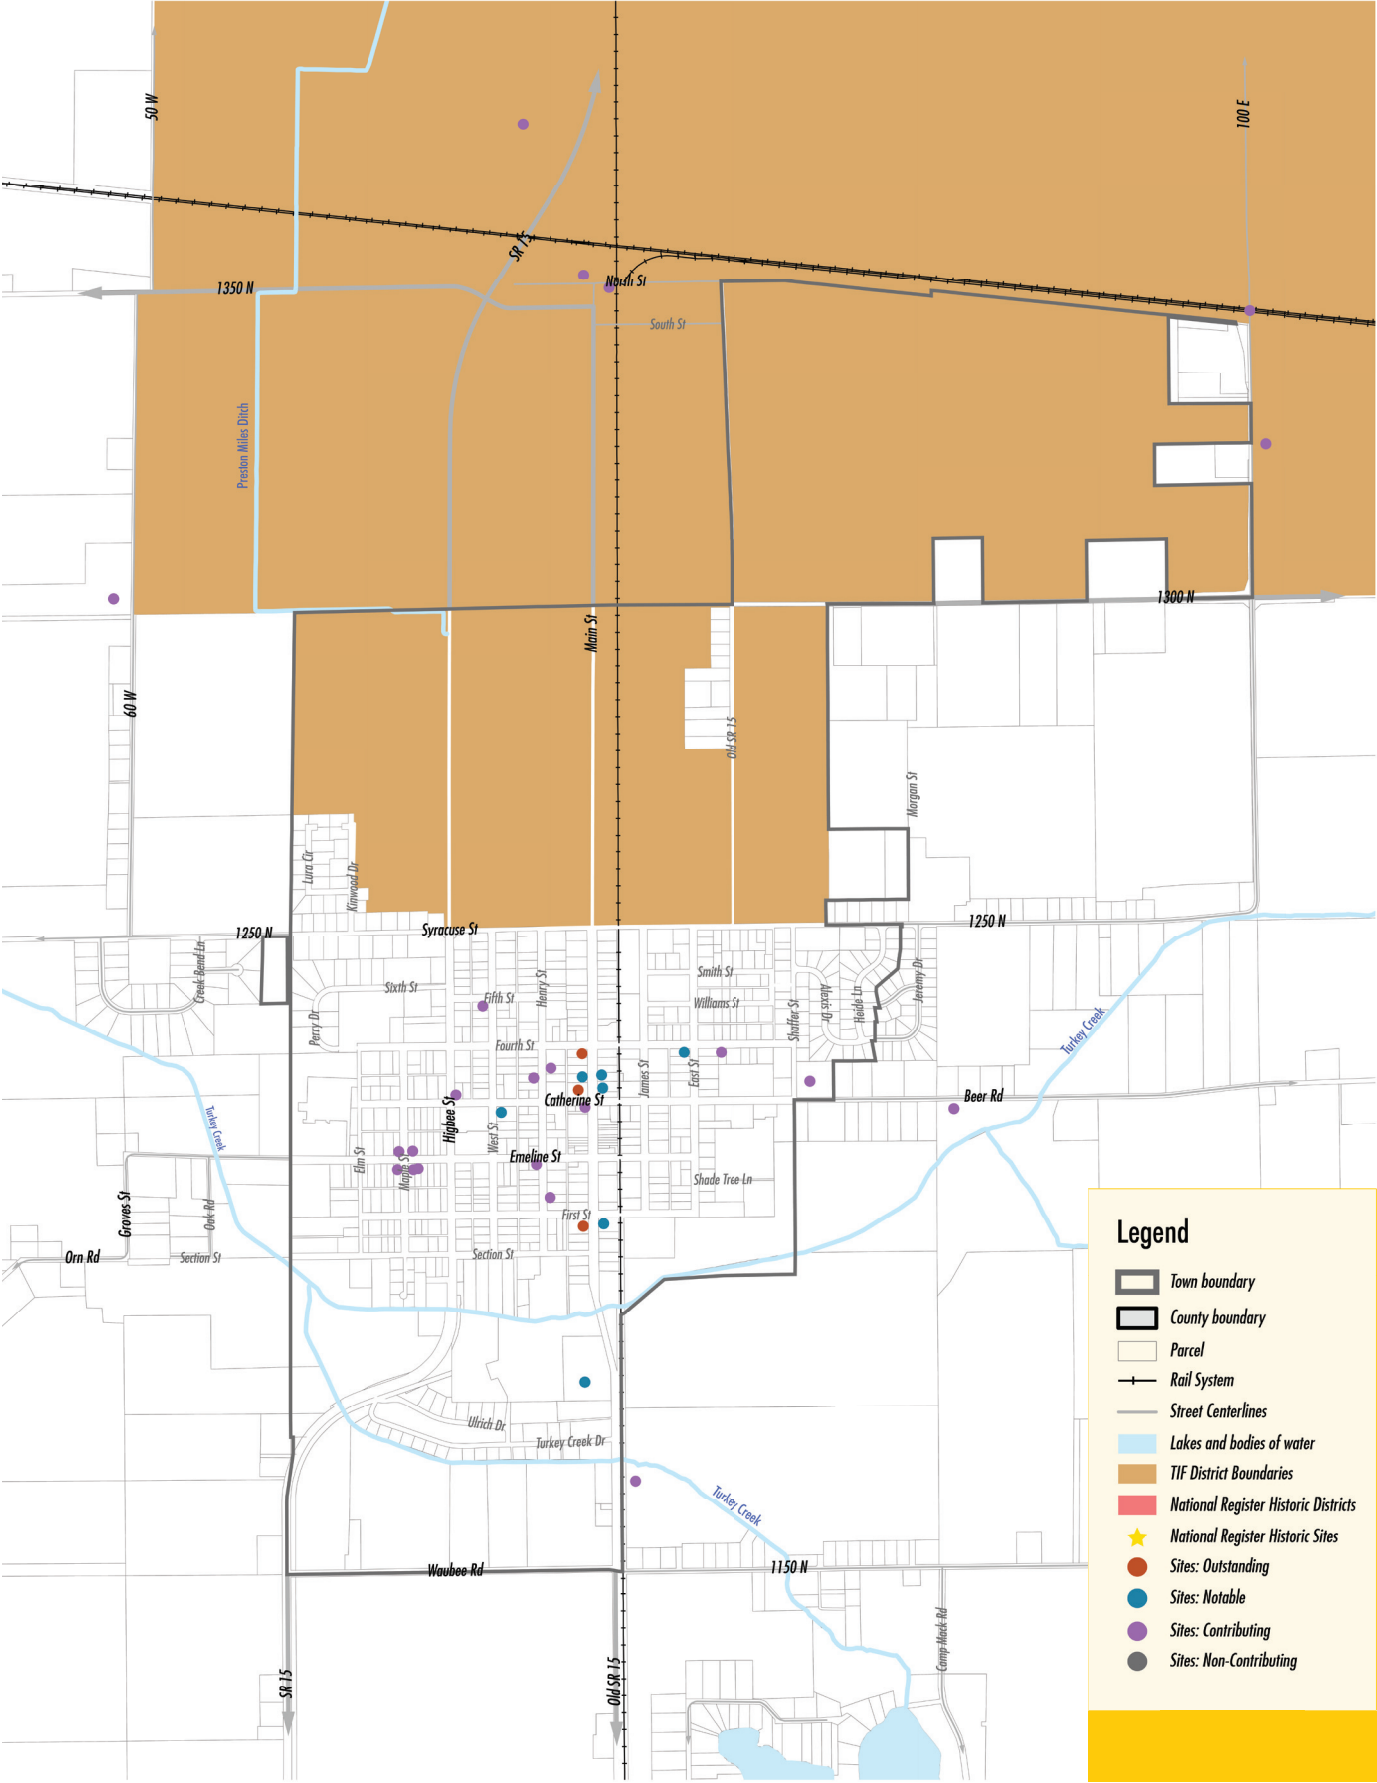 50 W
100 E
SR 15
North St
1350 N
South St
Preston Miles Ditch
1300 N
Main St
60 W
Old SR 15
Morgan St
Lura Cir
Kinwood Dr
1250 N
Syracuse St
1250 N
Creek Bend Ln
Smith St
Sixth St
Fifth St
Henry St
Williams St
Alexis Dr
Heide Ln
Jeremy Dr
Perry Dr
Shaffer St
Turkey Creek
Fourth St
James St
East St
Catherine St
Beer Rd
Turkey Creek
Higbee St
West St
Elm St
Maple St
Emeline St
Shade Tree Ln
Groves St
Oak Rd
First St
Orn Rd
Section St
Section St
Ulrich Dr
Turkey Creek Dr
Turkey Creek
Waubee Rd
1150 N
Camp Mack Rd
SR 15
Old SR 15
Legend
Town boundary
County boundary
Parcel
Rail System
Street Centerlines
Lakes and bodies of water
TIF District Boundaries
National Register Historic Districts
National Register Historic Sites
Sites: Outstanding
Sites: Notable
Sites: Contributing
Sites: Non-Contributing